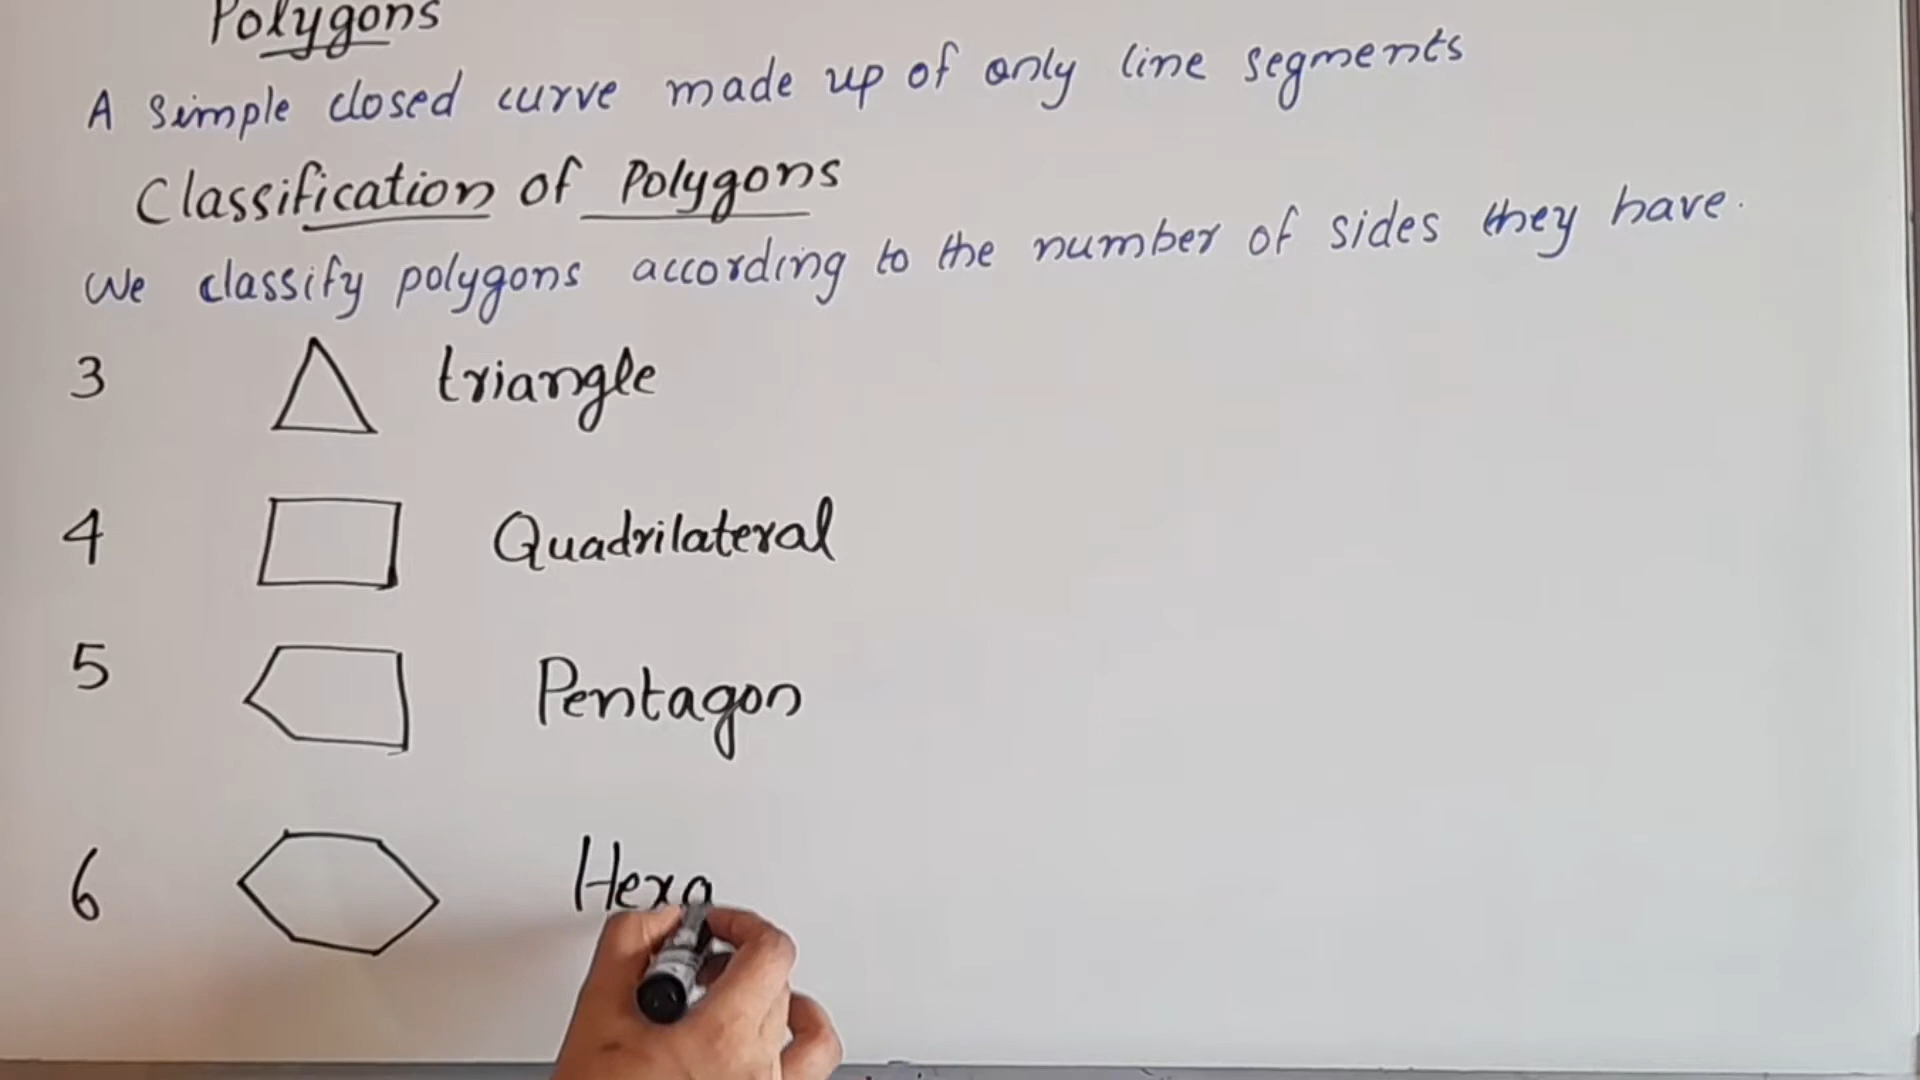 Polygons
A simple closed curve made up of only line segments
Classification of Polygons
We classify polygons according to the number of sides they have.
3 triangle
4 Quadrilateral
5 Pentagon
6 Hexa